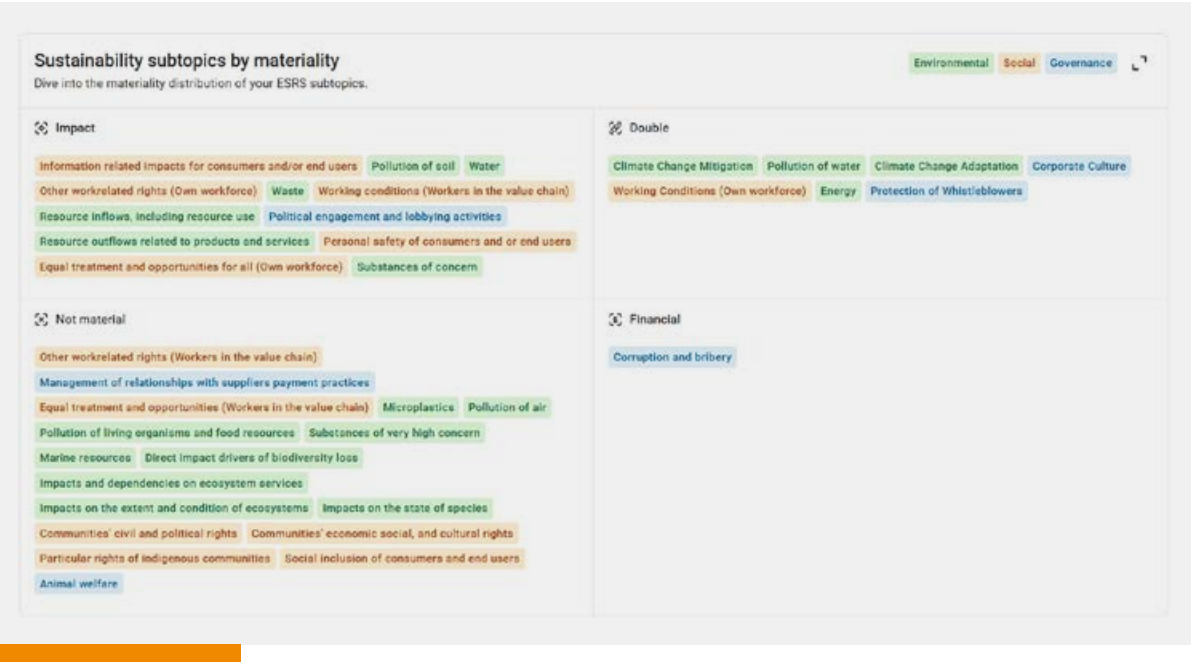 Sustainability subtopics by materiality
Dive into the materiality distribution of your ESRS subtopics.
Environmental Social Governance
Impact
Information related impacts for consumers and/or end users Pollution of soil Water
Other workrelated rights (Own workforce) Waste Working conditions (Workers in the value chain)
Resource inflows, including resource use Political engagement and lobbying activities
Resource outflows related to products and services Personal safety of consumers and or end users
Equal treatment and opportunities for all (Own workforce) Substances of concern
Double
Climate Change Mitigation Pollution of water Climate Change Adaptation Corporate Culture
Working Conditions (Own workforce) Energy Protection of Whistleblowers
Not material
Other workrelated rights (Workers in the value chain)
Management of relationships with suppliers payment practices
Equal treatment and opportunities (Workers in the value chain) Microplastics Pollution of air
Pollution of living organisms and food resources Substances of very high concern
Marine resources Direct impact drivers of biodiversity loss
Impacts and dependencies on ecosystem services
Impacts on the extent and condition of ecosystems Impacts on the state of species
Communities' civil and political rights Communities' economic social, and cultural rights
Particular rights of indigenous communities Social inclusion of consumers and end users
Animal welfare
Financial
Corruption and bribery